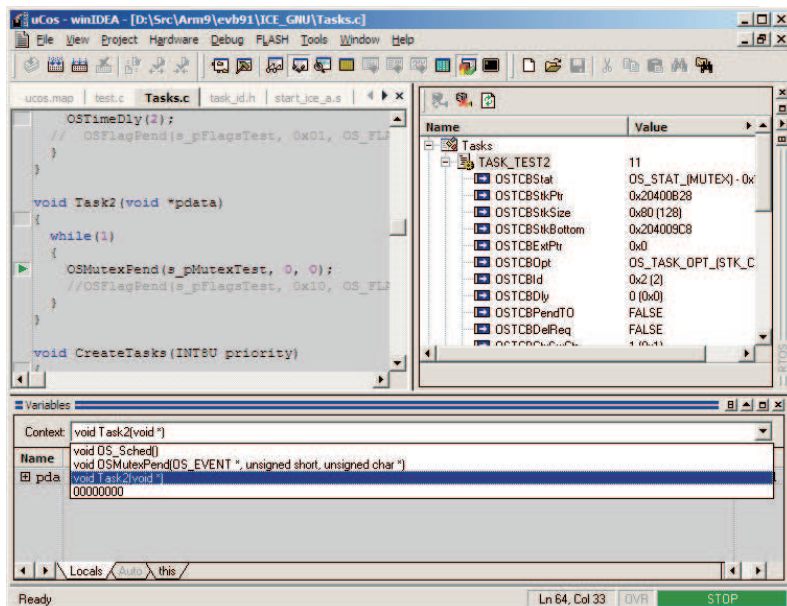 uCos - winIDEA - [D:\Src\Arm9\evb91\ICE_GNU\Tasks.c]
File View Project Hardware Debug FLASH Tools Window Help
ucos.map test.c Tasks.c task_id.h start_ice_a.s
OSTimeDly(2);
// OSFlagPend(s_pFlagsTest, 0x01, OS_FLA
}
}
void Task2(void *pdata)
{
while(1)
{
OSMutexPend(s_pMutexTest, 0, 0);
//OSFlagPend(s_pFlagsTest, 0x10, OS_FLA
}
}
void CreateTasks(INT8U priority)
{
Name Value
Tasks
TASK_TEST2 11
OSTCBStat OS_STAT_(MUTEX) - 0x
OSTCBStkPtr 0x20400B28
OSTCBStkSize 0x80 (128)
OSTCBStkBottom 0x204009C8
OSTCBExtPtr 0x0
OSTCBOpt OS_TASK_OPT_(STK_C
OSTCBId 0x2 (2)
OSTCBDly 0 (0x0)
OSTCBPendTO FALSE
OSTCBDelReq FALSE
1 (0x1)
RTOS
Variables
Context: void Task2(void *)
void OS_Sched()
void OSMutexPend(OS_EVENT *, unsigned short, unsigned char *)
Name
pda void Task2(void *)
00000000
Locals Auto this
Ready Ln 64, Col 33 OVR STOP